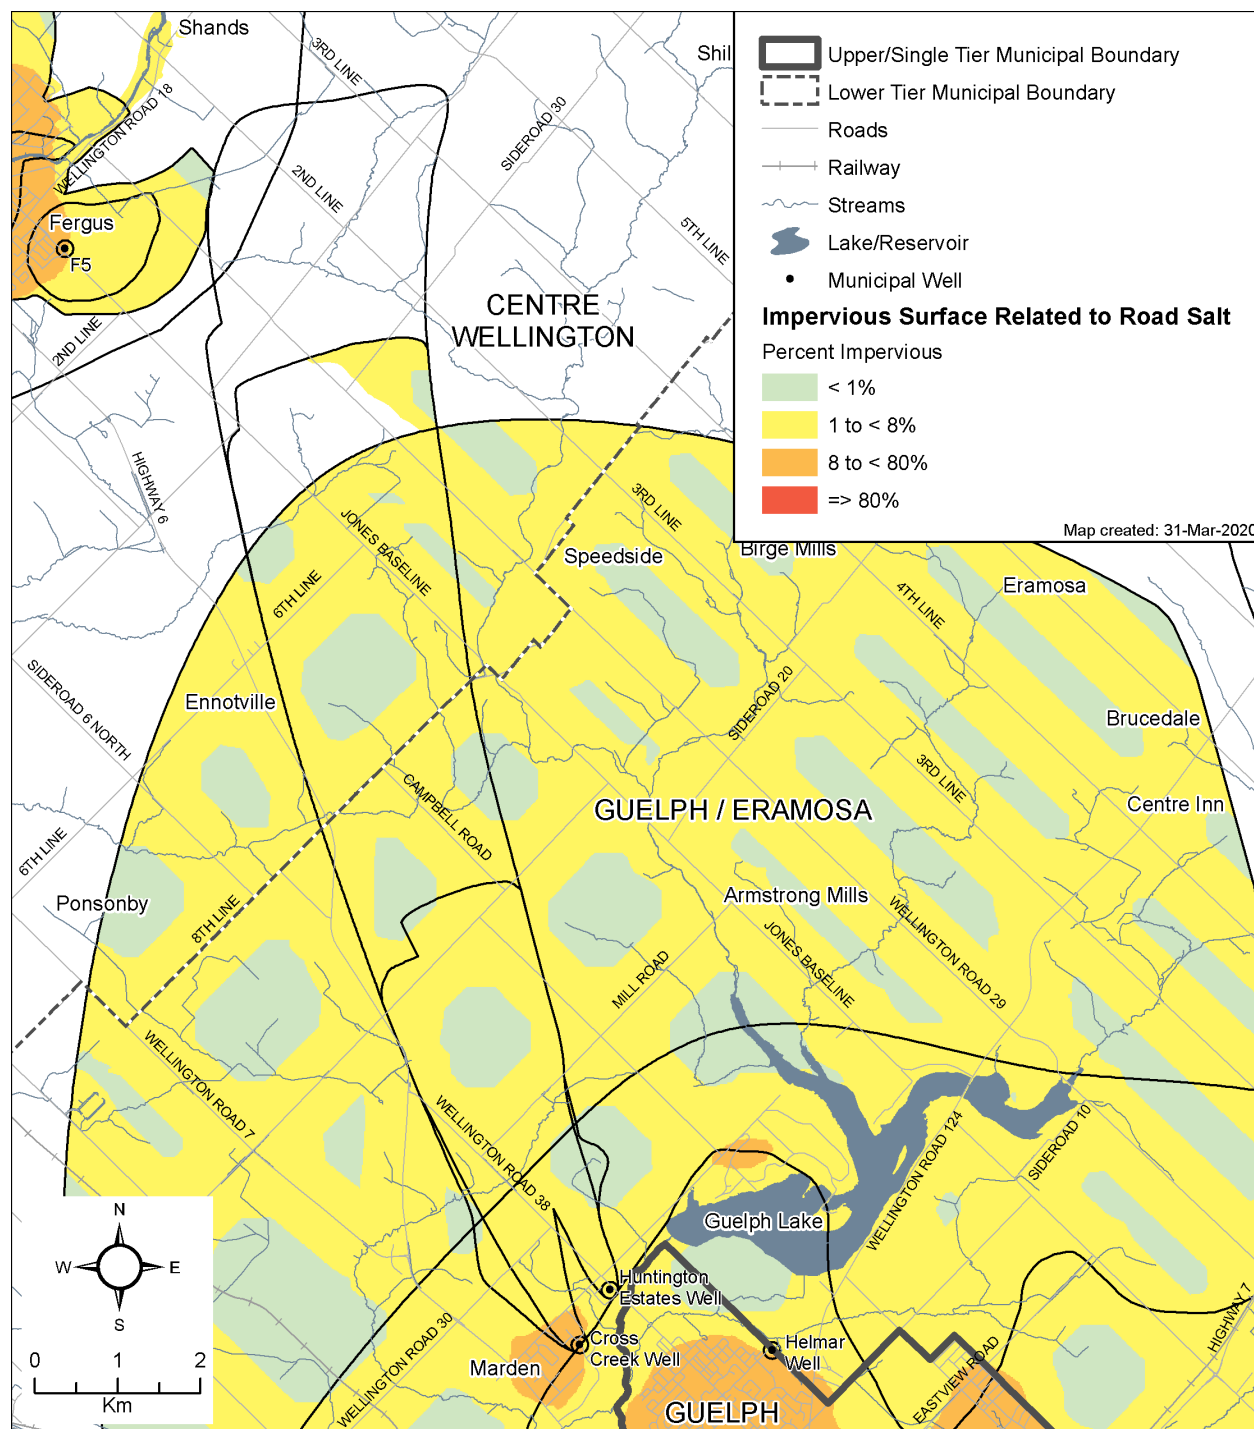 Shands
3RD LINE
Shil
WELLINGTON ROAD 18
SIDEROAD 30
2ND LINE
5TH LINE
Fergus
F5
2ND LINE
CENTRE
WELLINGTON
Upper/Single Tier Municipal Boundary
Lower Tier Municipal Boundary
Roads
Railway
Streams
Lake/Reservoir
Municipal Well
Impervious Surface Related to Road Salt
Percent Impervious
< 1%
1 to < 8%
8 to < 80%
=> 80%
Map created: 31-Mar-2020
HIGHWAY 6
JONES BASELINE
3RD LINE
Speedside
Birge Mills
Eramosa
4TH LINE
6TH LINE
SIDEROAD 6 NORTH
Ennotville
SIDEROAD 20
Brucedale
3RD LINE
CAMPBELL ROAD
GUELPH / ERAMOSA
Centre Inn
6TH LINE
Ponsonby
8TH LINE
Armstrong Mills
WELLINGTON ROAD 29
JONES BASELINE
MILL ROAD
WELLINGTON ROAD 7
WELLINGTON ROAD 38
WELLINGTON ROAD 124
SIDEROAD 10
Guelph Lake
N
W
E
S
0
1
2
Km
Huntington
Estates Well
Cross
Creek Well
Helmar
Well
HIGHWAY 7
WELLINGTON ROAD 30
Marden
EASTVIEW ROAD
GUELPH